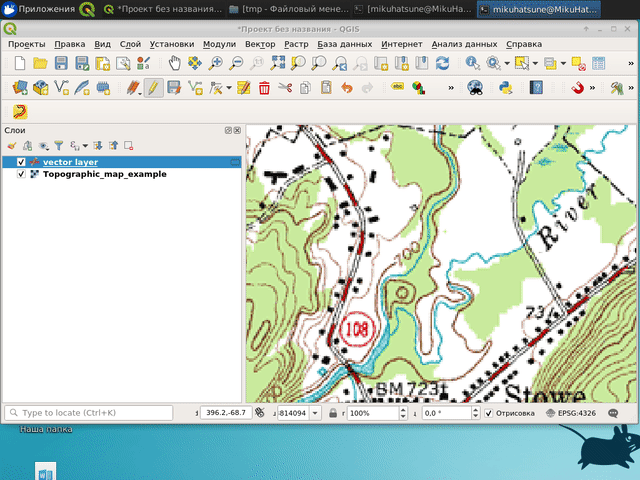 Приложения
*Проект без названия...
[tmp - Файловый мене...
[mikuhatsune@MikuHa...
mikuhatsune@MikuHat...
*Проект без названия - QGIS
Проекты Правка Вид Слой Установки Модули Вектор Растр База данных Интернет Анализ данных Справка
abc
Слои
vector layer
Topographic_map_example
River
700
108
BM 723
Stowe
Type to locate (Ctrl+K)
396.2,-68.7
814094
100%
0,0 °
Отрисовка
EPSG:4326
Наша папка